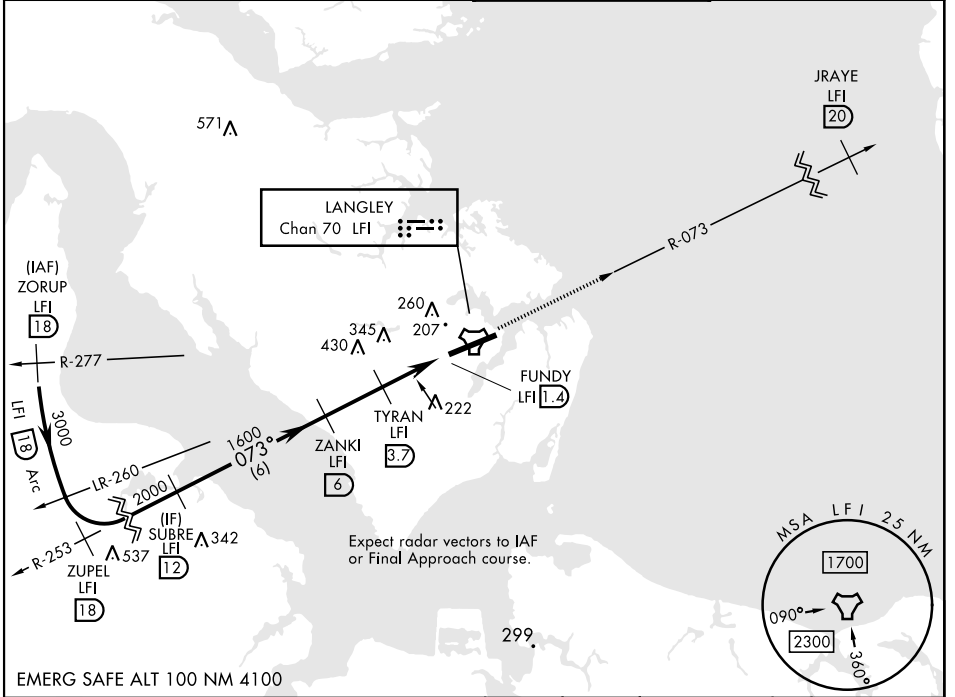 JRAYE
LFI
20
571
LANGLEY
Chan 70 LFI
R-073
(IAF)
ZORUP
LFI
18
R-277
260
207
345
430
FUNDY
LFI 1.4
222
TYRAN
LFI
3.7
ZANKI
LFI
6
LFI 18 Arc
3000
LR-260
1600
073°
(6)
2000
(IF)
SUBRE
LFI
12
342
R-253
537
ZUPEL
LFI
18
Expect radar vectors to IAF
or Final Approach course.
MSA LFI 25 NM
1700
090°
2300
360°
299
EMERG SAFE ALT 100 NM 4100